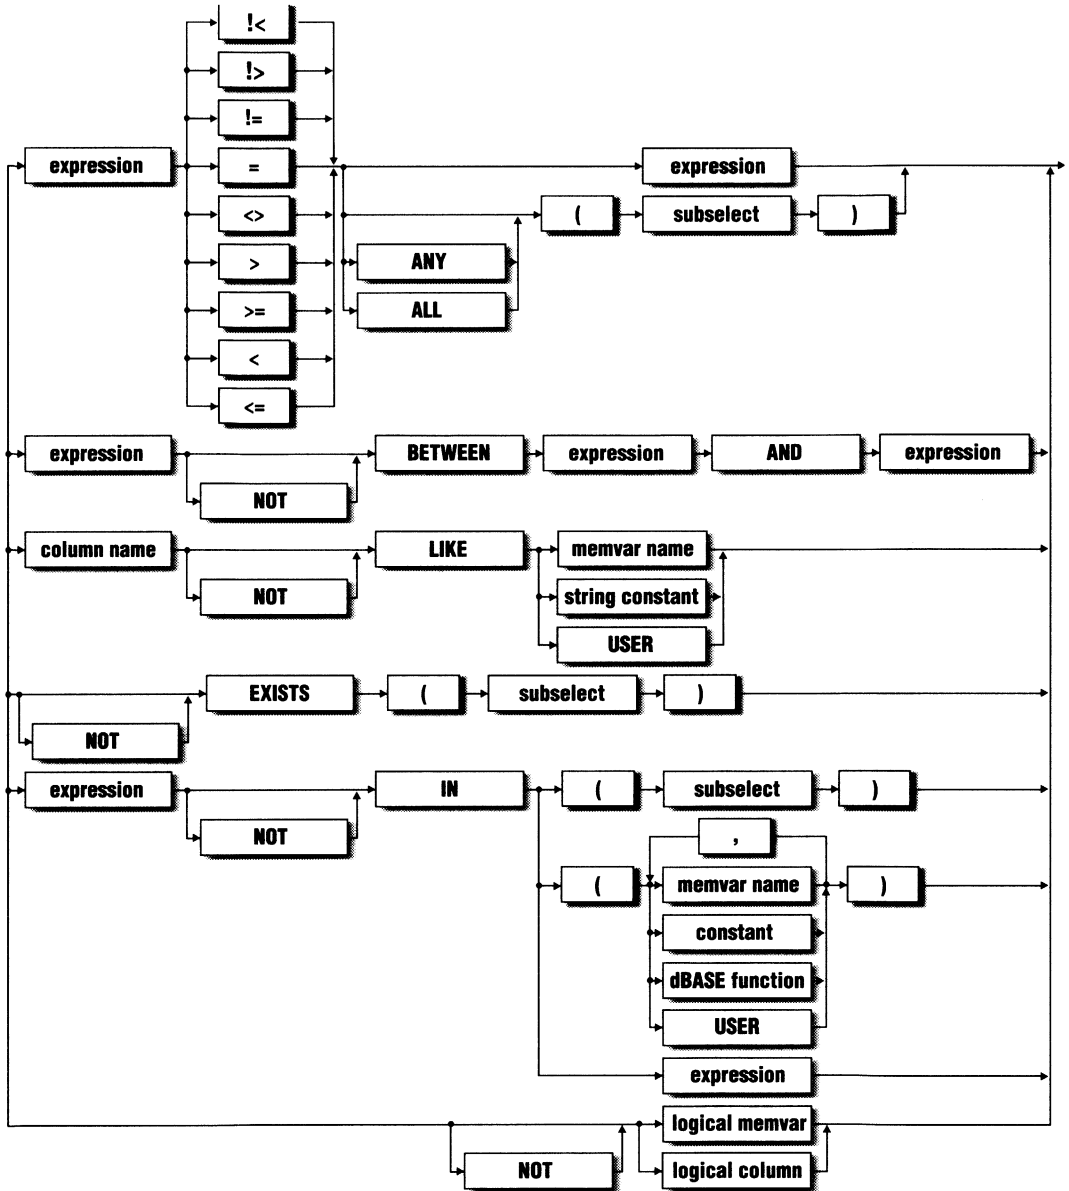 !<
!>
!=
expression = expression
<> ( subselect )
> ANY
>= ALL
<
<=
expression BETWEEN expression AND expression
NOT
column name LIKE memvar name
NOT string constant
USER
EXISTS ( subselect )
NOT
expression IN ( subselect )
NOT ,
( memvar name )
constant
dBASE function
USER
expression
logical memvar
NOT logical column